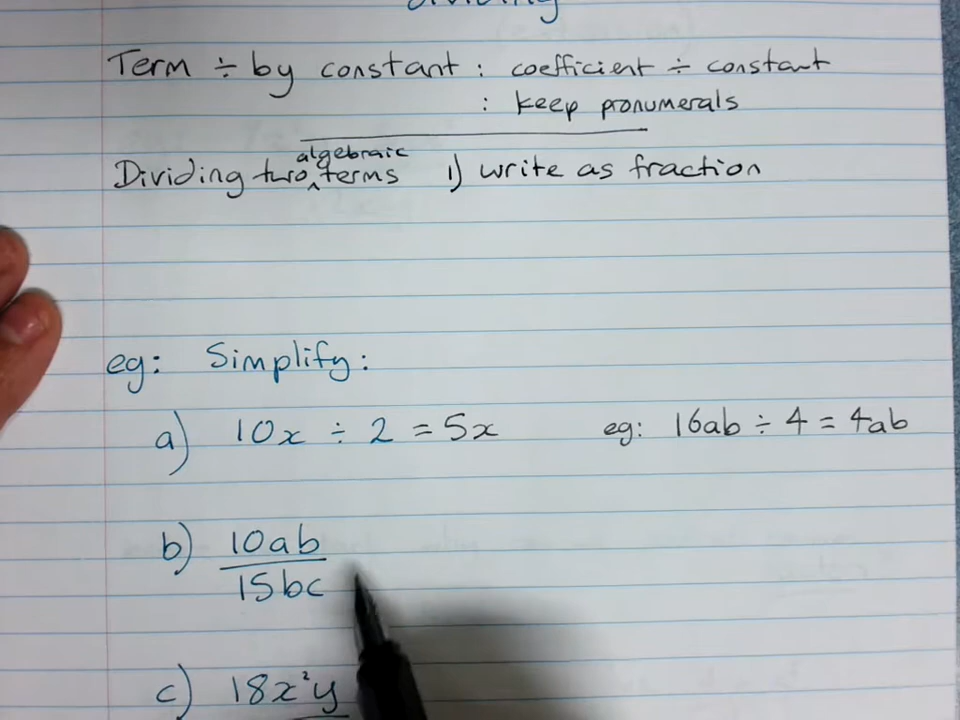 Dividing
Term ÷ by constant : coefficient ÷ constant
: keep pronumerals
Dividing two algebraic terms 1) write as fraction
eg: Simplify:
a) 10x ÷ 2 = 5x eg: 16ab ÷ 4 = 4ab
b) 10ab
15bc
c) 18x²y